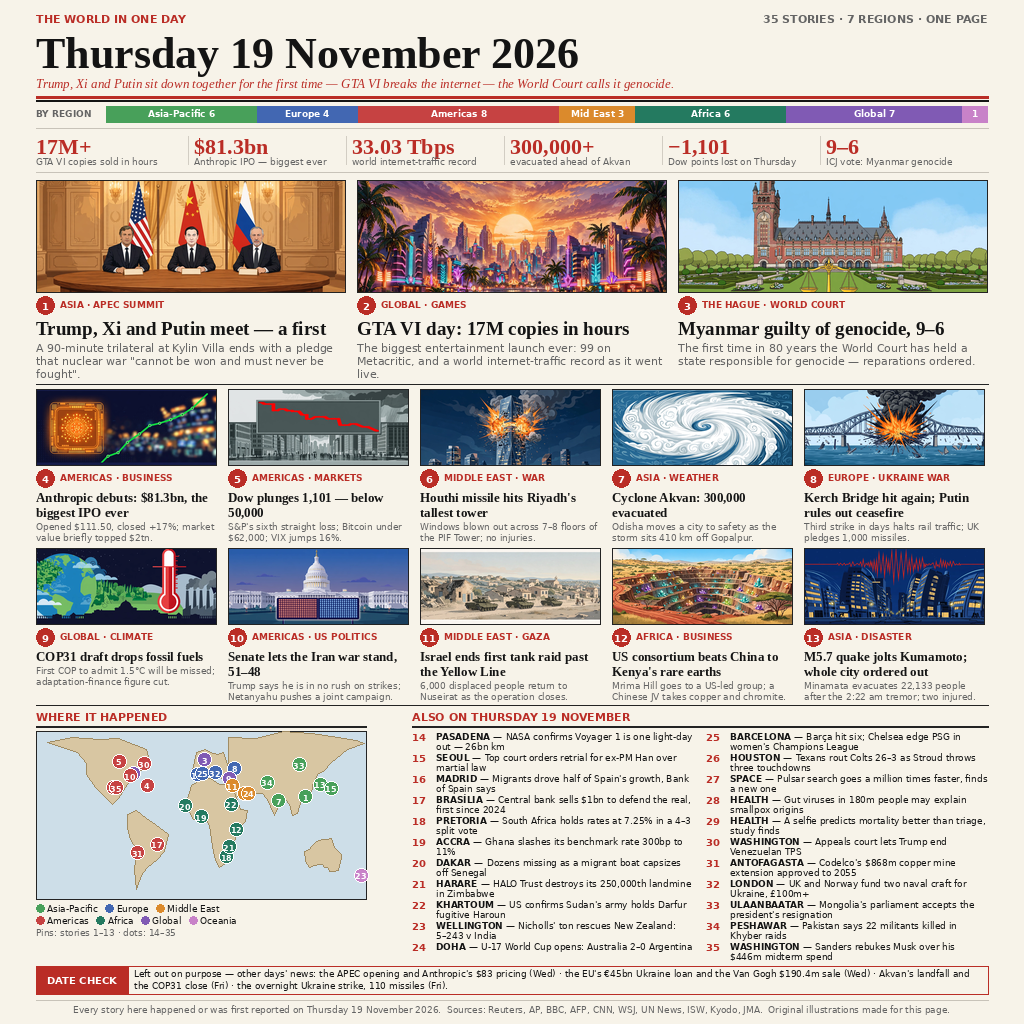 THE WORLD IN ONE DAY
35 STORIES · 7 REGIONS · ONE PAGE
Thursday 19 November 2026
Trump, Xi and Putin sit down together for the first time — GTA VI breaks the internet — the World Court calls it genocide.
BY REGION
Asia-Pacific 6
Europe 4
Americas 8
Mid East 3
Africa 6
Global 7
1
17M+
GTA VI copies sold in hours
$81.3bn
Anthropic IPO — biggest ever
33.03 Tbps
world internet-traffic record
300,000+
evacuated ahead of Akvan
−1,101
Dow points lost on Thursday
9–6
ICJ vote: Myanmar genocide
1 ASIA · APEC SUMMIT
Trump, Xi and Putin meet — a first
A 90-minute trilateral at Kylin Villa ends with a pledge
that nuclear war "cannot be won and must never be
fought".
2 GLOBAL · GAMES
GTA VI day: 17M copies in hours
The biggest entertainment launch ever: 99 on
Metacritic, and a world internet-traffic record as it went
live.
3 THE HAGUE · WORLD COURT
Myanmar guilty of genocide, 9–6
The first time in 80 years the World Court has held a
state responsible for genocide — reparations ordered.
4 AMERICAS · BUSINESS
Anthropic debuts: $81.3bn, the
biggest IPO ever
Opened $111.50, closed +17%; market
value briefly topped $2tn.
5 AMERICAS · MARKETS
Dow plunges 1,101 — below
50,000
S&P's sixth straight loss; Bitcoin under
$62,000; VIX jumps 16%.
6 MIDDLE EAST · WAR
Houthi missile hits Riyadh's
tallest tower
Windows blown out across 7–8 floors of
the PIF Tower; no injuries.
7 ASIA · WEATHER
Cyclone Akvan: 300,000
evacuated
Odisha moves a city to safety as the
storm sits 410 km off Gopalpur.
8 EUROPE · UKRAINE WAR
Kerch Bridge hit again; Putin
rules out ceasefire
Third strike in days halts rail traffic; UK
pledges 1,000 missiles.
9 GLOBAL · CLIMATE
COP31 draft drops fossil fuels
First COP to admit 1.5°C will be missed;
adaptation-finance figure cut.
10 AMERICAS · US POLITICS
Senate lets the Iran war stand,
51–48
Trump says he is in no rush on strikes;
Netanyahu pushes a joint campaign.
11 MIDDLE EAST · GAZA
Israel ends first tank raid past
the Yellow Line
6,000 displaced people return to
Nuseirat as the operation closes.
12 AFRICA · BUSINESS
US consortium beats China to
Kenya's rare earths
Mrima Hill goes to a US-led group; a
Chinese JV takes copper and chromite.
13 ASIA · DISASTER
M5.7 quake jolts Kumamoto;
whole city ordered out
Minamata evacuates 22,133 people
after the 2:22 am tremor; two injured.
WHERE IT HAPPENED
5
30
10
35
4
17
31
3
25
32
8
11
24
20
19
22
12
21
18
34
7
33
1
13
15
23
Asia-Pacific
Europe
Middle East
Americas
Africa
Global
Oceania
Pins: stories 1–13 · dots: 14–35
ALSO ON THURSDAY 19 NOVEMBER
14 PASADENA — NASA confirms Voyager 1 is one light-day
out — 26bn km
15 SEOUL — Top court orders retrial for ex-PM Han over
martial law
16 MADRID — Migrants drove half of Spain's growth, Bank
of Spain says
17 BRASÍLIA — Central bank sells $1bn to defend the real,
first since 2024
18 PRETORIA — South Africa holds rates at 7.25% in a 4–3
split vote
19 ACCRA — Ghana slashes its benchmark rate 300bp to
11%
20 DAKAR — Dozens missing as a migrant boat capsizes
off Senegal
21 HARARE — HALO Trust destroys its 250,000th landmine
in Zimbabwe
22 KHARTOUM — US confirms Sudan's army holds Darfur
fugitive Haroun
23 WELLINGTON — Nicholls' ton rescues New Zealand:
5–243 v India
24 DOHA — U-17 World Cup opens: Australia 2–0 Argentina
25 BARCELONA — Barça hit six; Chelsea edge PSG in
women's Champions League
26 HOUSTON — Texans rout Colts 26–3 as Stroud throws
three touchdowns
27 SPACE — Pulsar search goes a million times faster, finds
a new one
28 HEALTH — Gut viruses in 180m people may explain
smallpox origins
29 HEALTH — A selfie predicts mortality better than triage,
study finds
30 WASHINGTON — Appeals court lets Trump end
Venezuelan TPS
31 ANTOFAGASTA — Codelco's $868m copper mine
extension approved to 2055
32 LONDON — UK and Norway fund two naval craft for
Ukraine, £100m+
33 ULAANBAATAR — Mongolia's parliament accepts the
president's resignation
34 PESHAWAR — Pakistan says 22 militants killed in
Khyber raids
35 WASHINGTON — Sanders rebukes Musk over his
$446m midterm spend
DATE CHECK
Left out on purpose — other days' news: the APEC opening and Anthropic's $83 pricing (Wed) · the EU's €45bn Ukraine loan and the Van Gogh $190.4m sale (Wed) · Akvan's landfall and
the COP31 close (Fri) · the overnight Ukraine strike, 110 missiles (Fri).
Every story here happened or was first reported on Thursday 19 November 2026. Sources: Reuters, AP, BBC, AFP, CNN, WSJ, UN News, ISW, Kyodo, JMA. Original illustrations made for this page.